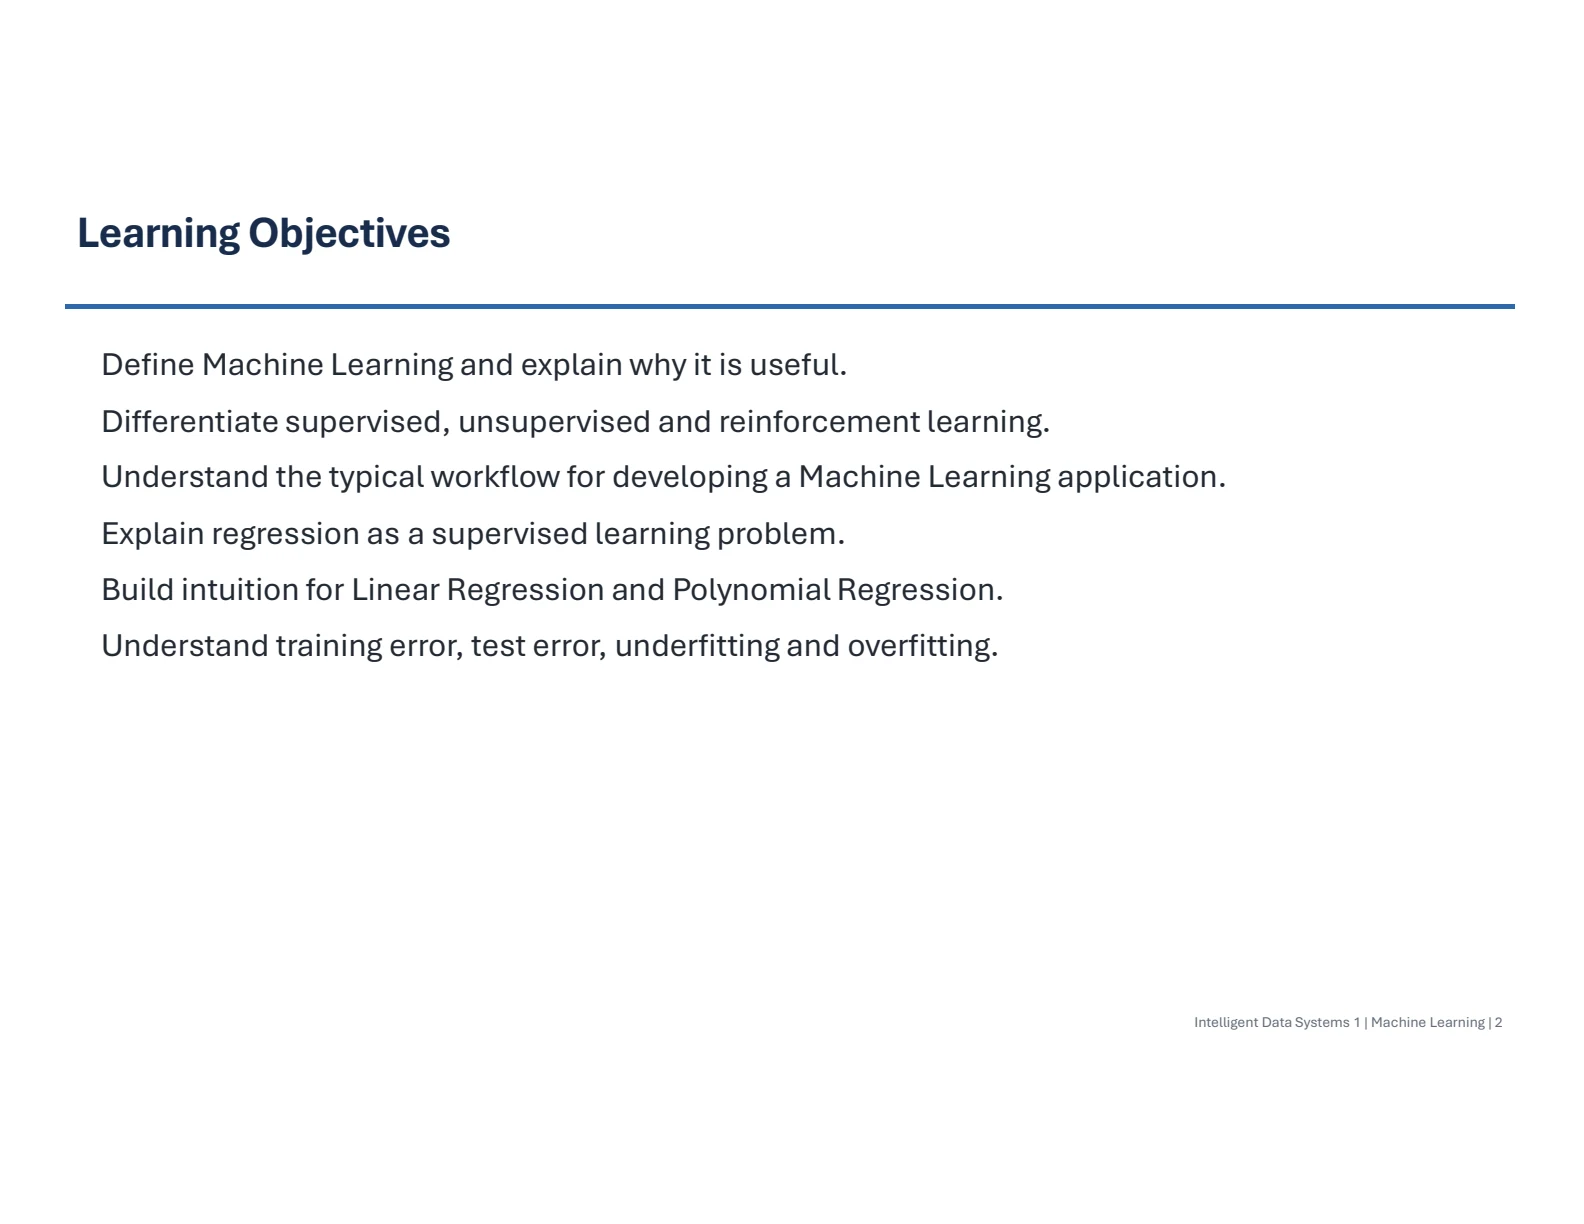 Learning Objectives
Define Machine Learning and explain why it is useful.
Differentiate supervised, unsupervised and reinforcement learning.
Understand the typical workflow for developing a Machine Learning application.
Explain regression as a supervised learning problem.
Build intuition for Linear Regression and Polynomial Regression.
Understand training error, test error, underfitting and overfitting.
Intelligent Data Systems 1 | Machine Learning | 2